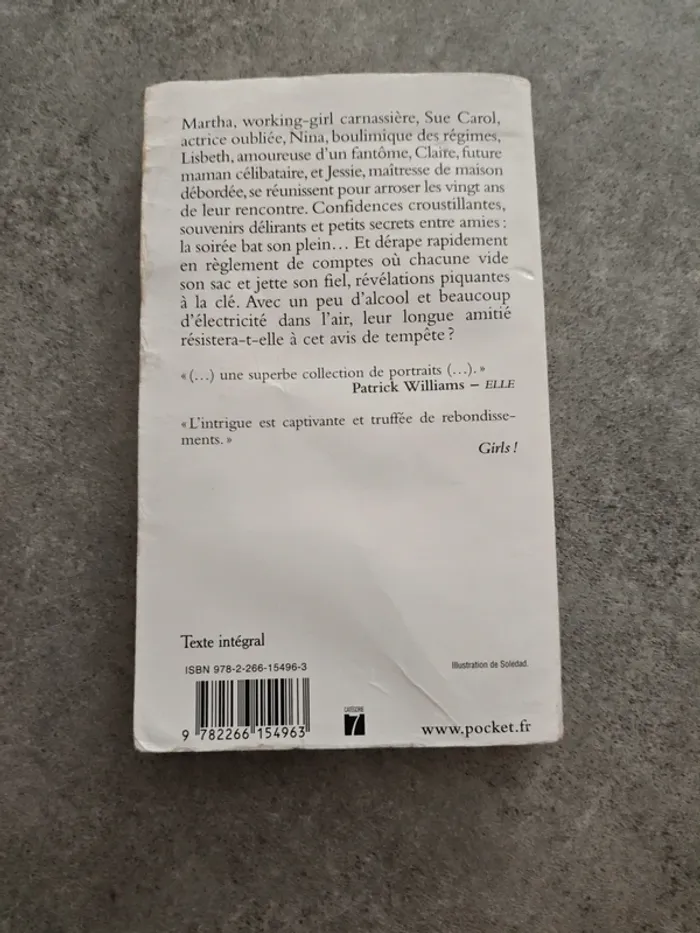 Martha, working-girl carnassière, Sue Carol,
actrice oubliée, Nina, boulimique des régimes,
Lisbeth, amoureuse d'un fantôme, Claire, future
maman célibataire, et Jessie, maîtresse de maison
débordée, se réunissent pour arroser les vingt ans
de leur rencontre. Confidences croustillantes,
souvenirs délirants et petits secrets entre amies :
la soirée bat son plein... Et dérape rapidement
en règlement de comptes où chacune vide
son sac et jette son fiel, révélations piquantes
à la clé. Avec un peu d'alcool et beaucoup
d'électricité dans l'air, leur longue amitié
résistera-t-elle à cet avis de tempête ?
« (...) une superbe collection de portraits (...). »
Patrick Williams – ELLE
« L'intrigue est captivante et truffée de rebondisse-
ments. »
Girls !
Texte intégral
ISBN 978-2-266-15496-3
Illustration de Soledad.
9 782266 154963
CATÉGORIE
7
www.pocket.fr